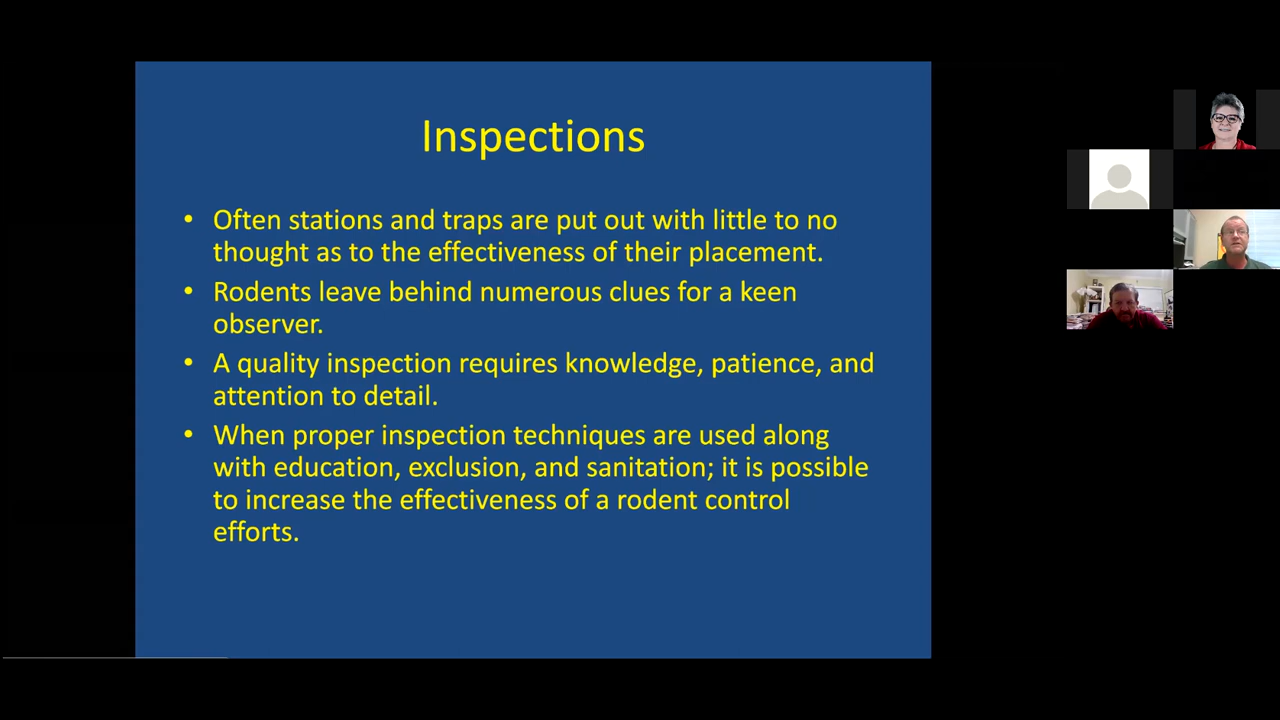 Inspections
• Often stations and traps are put out with little to no
thought as to the effectiveness of their placement.
• Rodents leave behind numerous clues for a keen
observer.
• A quality inspection requires knowledge, patience, and
attention to detail.
• When proper inspection techniques are used along
with education, exclusion, and sanitation; it is possible
to increase the effectiveness of a rodent control
efforts.